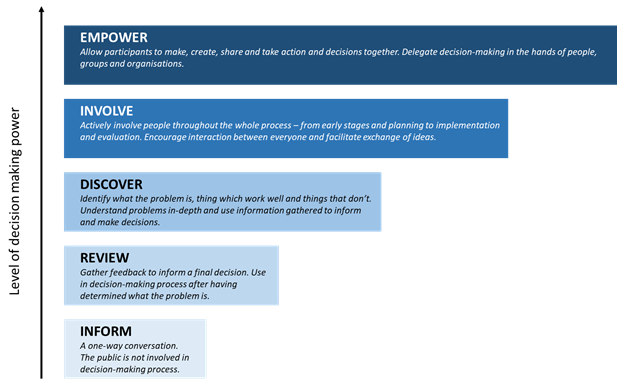 Level of decision making power
EMPOWER
Allow participants to make, create, share and take action and decisions together. Delegate decision-making in the hands of people,
groups and organisations.
INVOLVE
Actively involve people throughout the whole process – from early stages and planning to implementation
and evaluation. Encourage interaction between everyone and facilitate exchange of ideas.
DISCOVER
Identify what the problem is, thing which work well and things that don't.
Understand problems in-depth and use information gathered to inform
and make decisions.
REVIEW
Gather feedback to inform a final decision. Use
in decision-making process after having
determined what the problem is.
INFORM
A one-way conversation.
The public is not involved in
decision-making process.